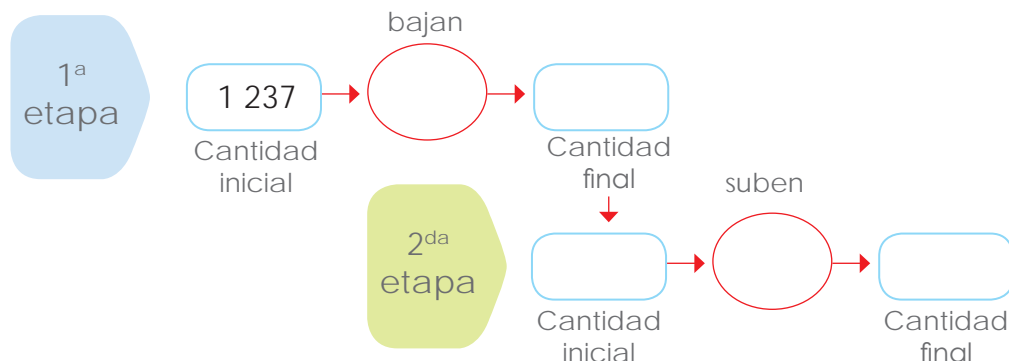 bajan
1ª
etapa
1 237
Cantidad
inicial
Cantidad
final
suben
2da
etapa
Cantidad
inicial
Cantidad
final